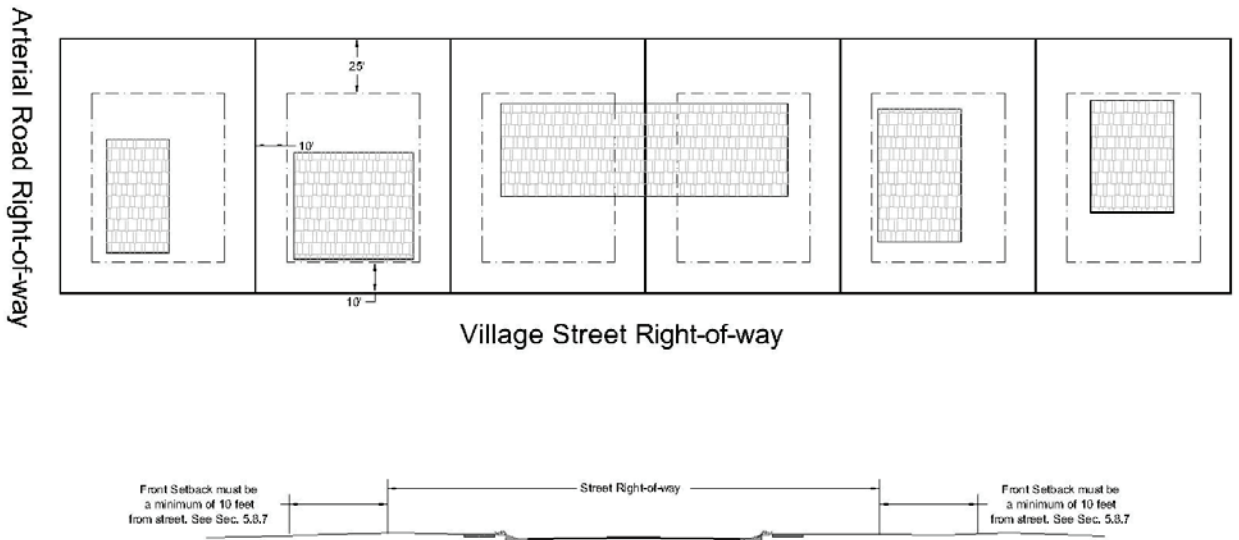 Arterial Road Right-of-way
25'
10'
10'
Village Street Right-of-way
Front Setback must be
a minimum of 10 feet
from street. See Sec. 5.8.7
Street Right-of-way
Front Setback must be
a minimum of 10 feet
from street. See Sec. 5.8.7